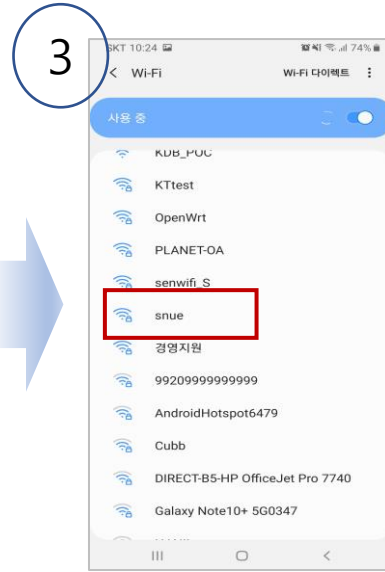 3
SKT 10:24 74%
< Wi-Fi Wi-Fi 다이렉트
사용 중
KDB_POC
KTtest
OpenWrt
PLANET-OA
senwifi_S
snue
경영지원
99209999999999
AndroidHotspot6479
Cubb
DIRECT-B5-HP OfficeJet Pro 7740
Galaxy Note10+ 5G0347